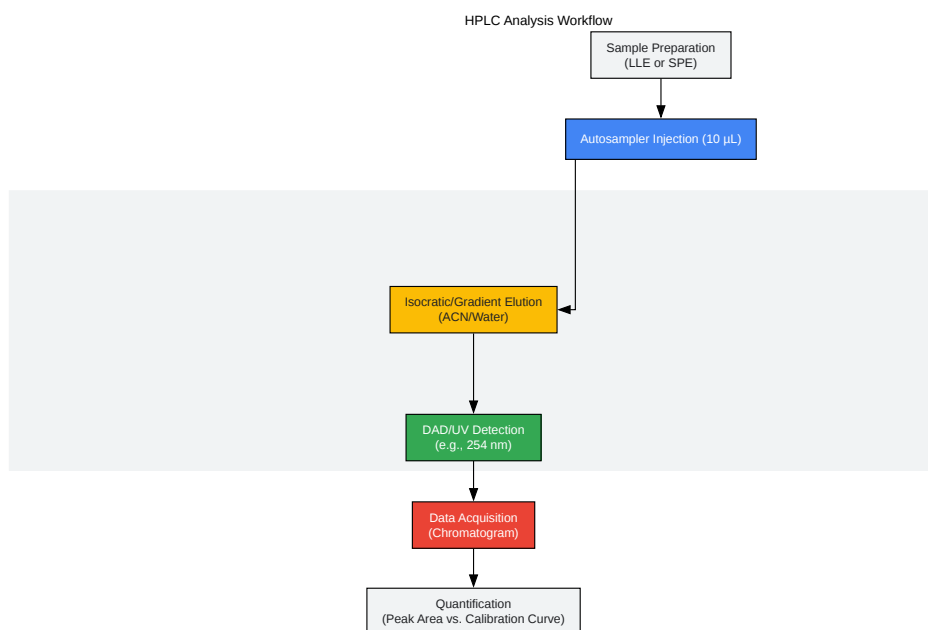 HPLC Analysis Workflow
Sample Preparation
(LLE or SPE)
Autosampler Injection (10 µL)
Isocratic/Gradient Elution
(ACN/Water)
DAD/UV Detection
(e.g., 254 nm)
Data Acquisition
(Chromatogram)
Quantification
(Peak Area vs. Calibration Curve)